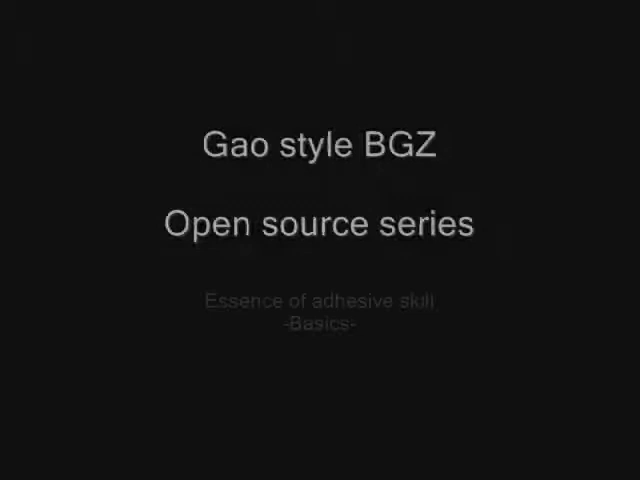 Gao style BGZ
Open source series
Essence of adhesive skill
-Basics-